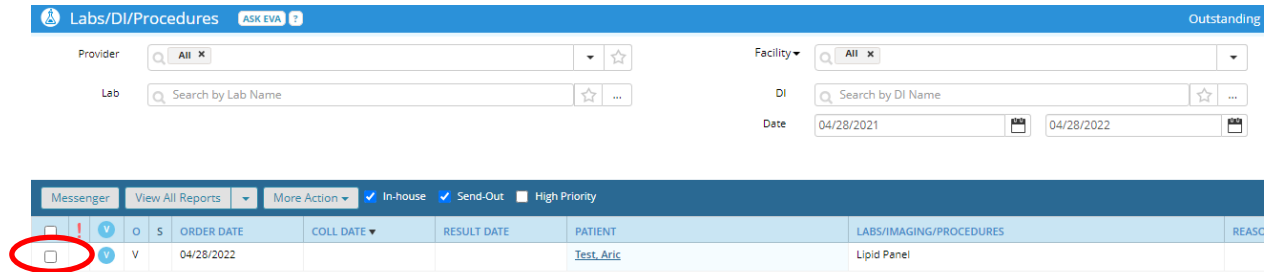 Labs/DI/Procedures ASK EVA ? Outstanding
Provider All × Facility All ×
Lab Search by Lab Name ... DI Search by DI Name ...
Date 04/28/2021 04/28/2022
Messenger View All Reports More Action In-house Send-Out High Priority
! V O S ORDER DATE COLL DATE RESULT DATE PATIENT LABS/IMAGING/PROCEDURES REASO
V V 04/28/2022 Test, Aric Lipid Panel